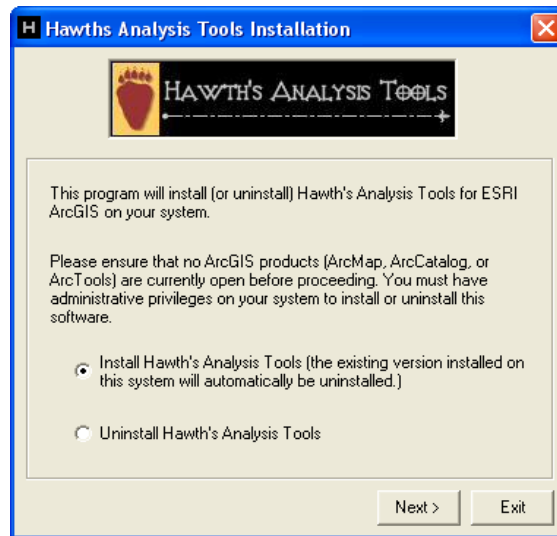 H Hawths Analysis Tools Installation
HAWTH'S ANALYSIS TOOLS
This program will install (or uninstall) Hawth's Analysis Tools for ESRI
ArcGIS on your system.
Please ensure that no ArcGIS products (ArcMap, ArcCatalog, or
ArcTools) are currently open before proceeding. You must have
administrative privileges on your system to install or uninstall this
software.
Install Hawth's Analysis Tools (the existing version installed on
this system will automatically be uninstalled.)
Uninstall Hawth's Analysis Tools
Next >
Exit